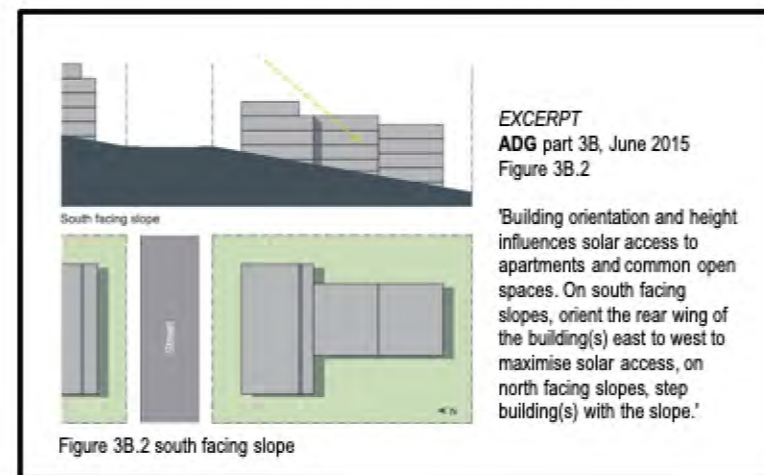 South facing slope
Street
N
Figure 3B.2 south facing slope
EXCERPT
ADG part 3B, June 2015
Figure 3B.2
'Building orientation and height
influences solar access to
apartments and common open
spaces. On south facing
slopes, orient the rear wing of
the building(s) east to west to
maximise solar access, on
north facing slopes, step
building(s) with the slope.'